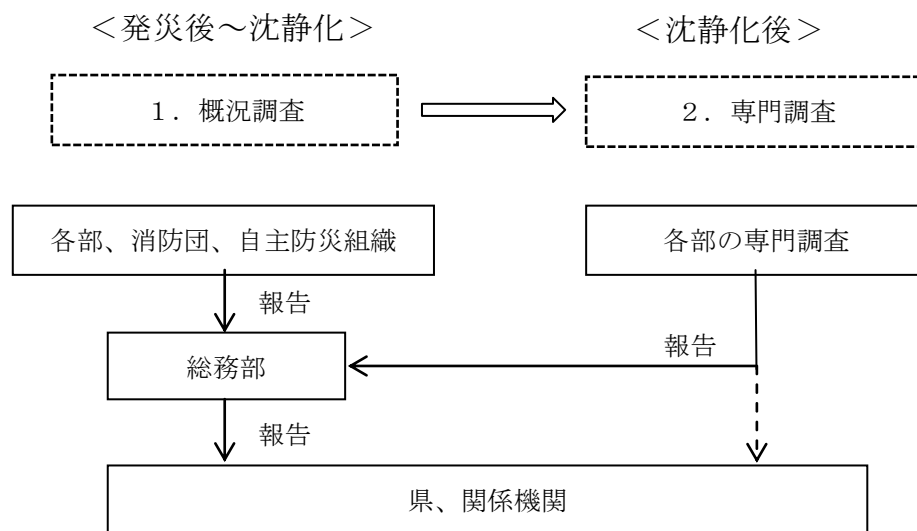 ＜発災後～沈静化＞
＜沈静化後＞
１．概況調査
２．専門調査
各部、消防団、自主防災組織
各部の専門調査
報告
報告
総務部
報告
県、関係機関